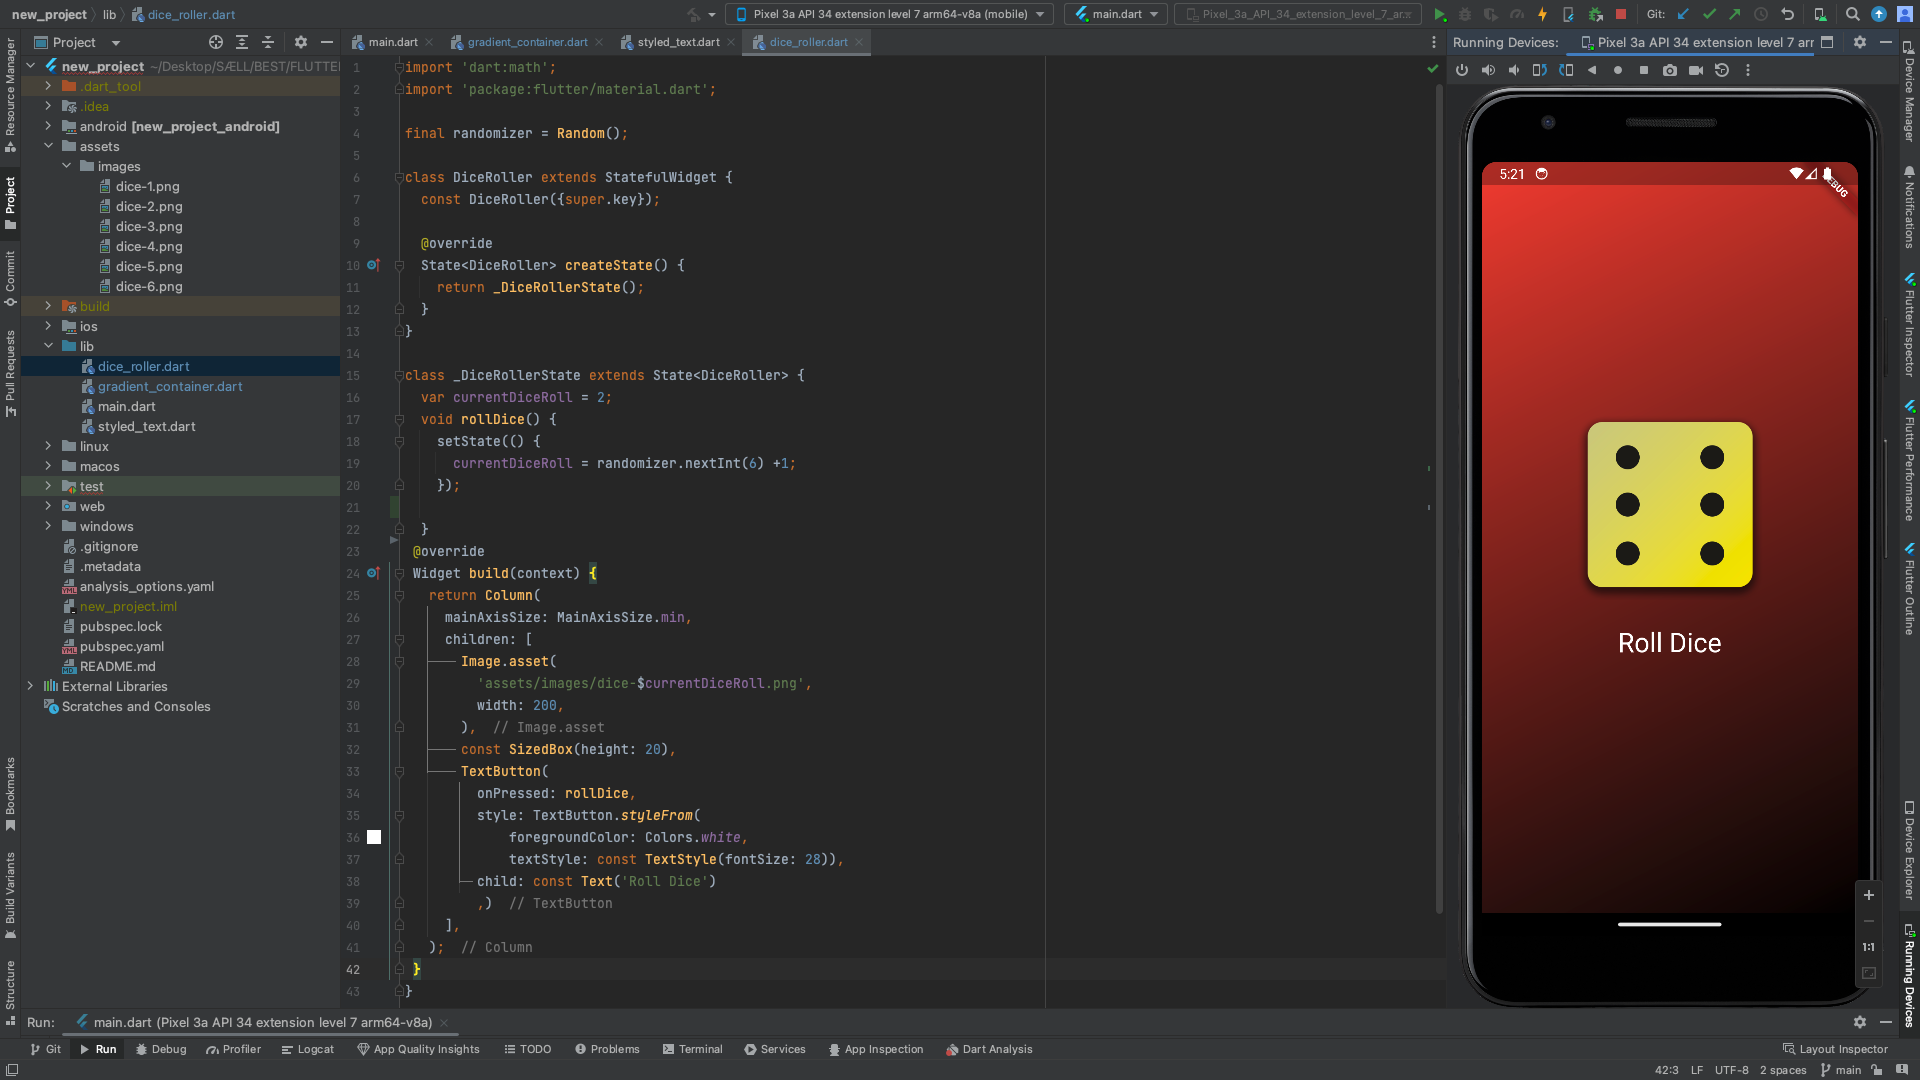 new_project lib dice_roller.dart
Pixel 3a API 34 extension level 7 arm64-v8a (mobile)
main.dart
Pixel_3a_API_34_extension_level_7_ar...x
Git:
Project
main.dart
gradient_container.dart
styled_text.dart
dice_roller.dart
Running Devices: Pixel 3a API 34 extension level 7 arr
new_project ~/Desktop/SÆLL/BEST/FLUTTE
.dart_tool
.idea
android [new_project_android]
assets
images
dice-1.png
dice-2.png
dice-3.png
dice-4.png
dice-5.png
dice-6.png
build
ios
lib
dice_roller.dart
gradient_container.dart
main.dart
styled_text.dart
linux
macos
test
web
windows
.gitignore
.metadata
analysis_options.yaml
new_project.iml
pubspec.lock
pubspec.yaml
README.md
External Libraries
Scratches and Consoles
1 import 'dart:math';
2 import 'package:flutter/material.dart';
3
4 final randomizer = Random();
5
6 class DiceRoller extends StatefulWidget {
7 const DiceRoller({super.key});
8
9 @override
10 State<DiceRoller> createState() {
11 return _DiceRollerState();
12 }
13 }
14
15 class _DiceRollerState extends State<DiceRoller> {
16 var currentDiceRoll = 2;
17 void rollDice() {
18 setState(() {
19 currentDiceRoll = randomizer.nextInt(6) +1;
20 });
21
22 }
23 @override
24 Widget build(context) {
25 return Column(
26 mainAxisSize: MainAxisSize.min,
27 children: [
28 Image.asset(
29 'assets/images/dice-$currentDiceRoll.png',
30 width: 200,
31 ), // Image.asset
32 const SizedBox(height: 20),
33 TextButton(
34 onPressed: rollDice,
35 style: TextButton.styleFrom(
36 foregroundColor: Colors.white,
37 textStyle: const TextStyle(fontSize: 28)),
38 child: const Text('Roll Dice')
39 ,) // TextButton
40 ],
41 ); // Column
42 }
43 }
5:21
DEBUG
Roll Dice
1:1
Resource Manager
Project
Commit
Pull Requests
Bookmarks
Build Variants
Structure
Device Manager
Notifications
Flutter Inspector
Flutter Performance
Flutter Outline
Device Explorer
Running Devices
Run: main.dart (Pixel 3a API 34 extension level 7 arm64-v8a)
Git Run Debug Profiler Logcat App Quality Insights TODO Problems Terminal Services App Inspection Dart Analysis Layout Inspector
42:3 LF UTF-8 2 spaces main